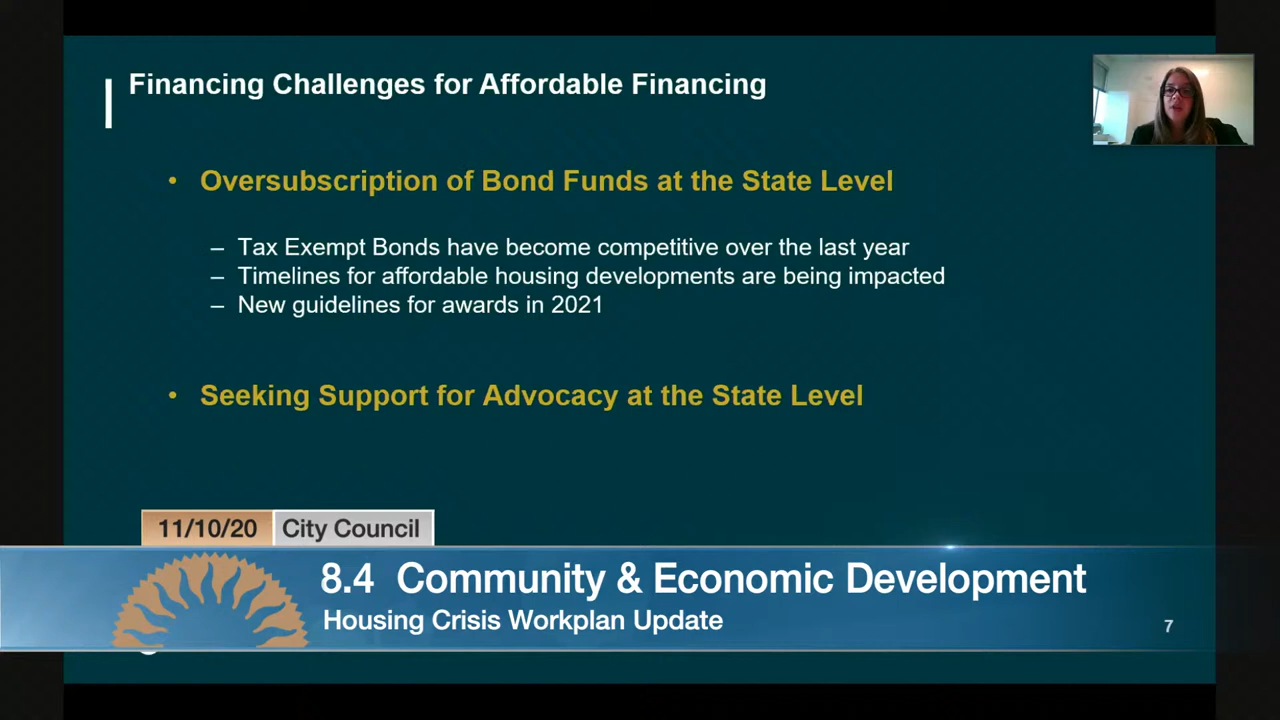 Financing Challenges for Affordable Financing
• Oversubscription of Bond Funds at the State Level
– Tax Exempt Bonds have become competitive over the last year
– Timelines for affordable housing developments are being impacted
– New guidelines for awards in 2021
• Seeking Support for Advocacy at the State Level
11/10/20 City Council
8.4 Community & Economic Development
Housing Crisis Workplan Update
7